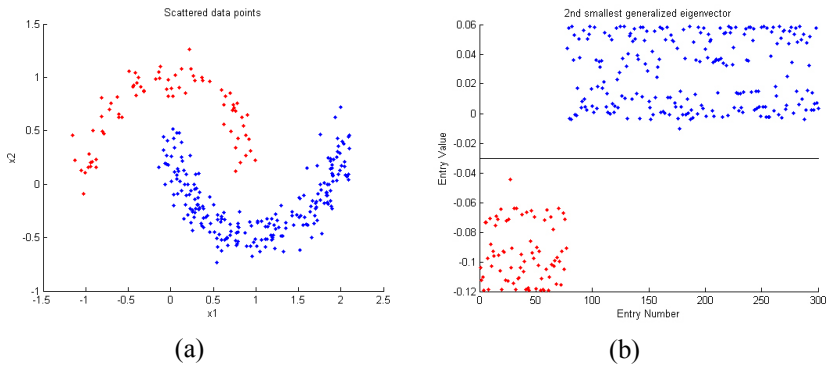 Scattered data points
1.5
1
0.5
0
-0.5
-1
x2
-1.5 -1 -0.5 0 0.5 1 1.5 2 2.5
x1
(a)
2nd smallest generalized eigenvector
0.06
0.04
0.02
0
-0.02
-0.04
-0.06
-0.08
-0.1
-0.12
Entry Value
0 50 100 150 200 250 300
Entry Number
(b)